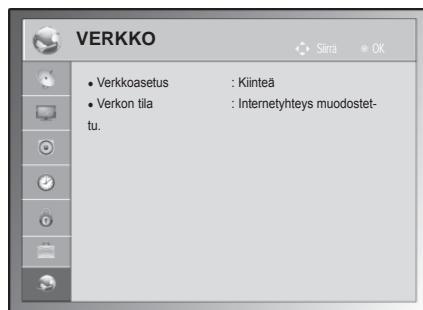 VERKKO
Siirrä OK
• Verkkoasetus : Kiinteä
• Verkon tila : Internetyhteys muodostet-
tu.